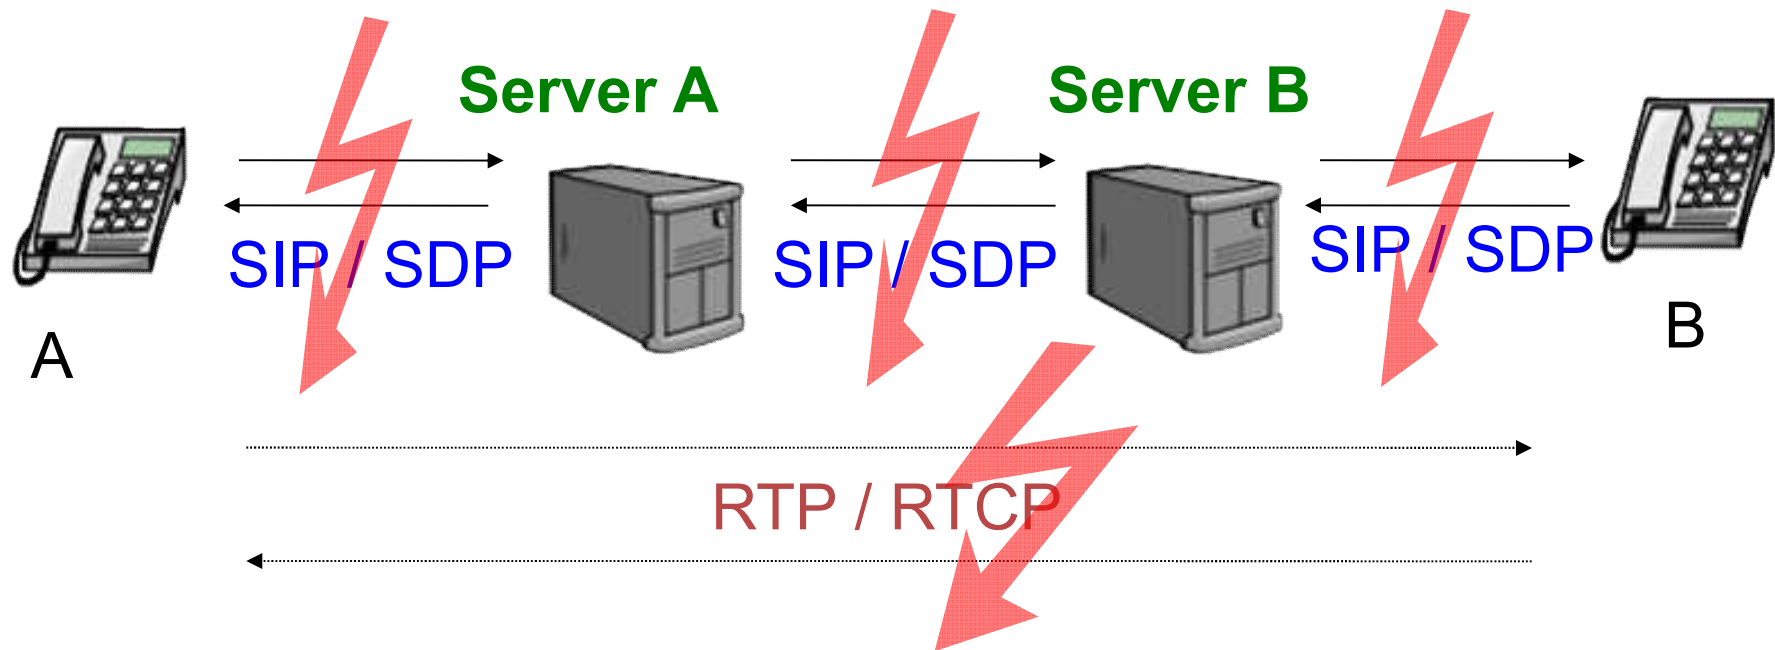 Server A
Server B
SIP / SDP
SIP / SDP
SIP / SDP
A
B
RTP / RTCP